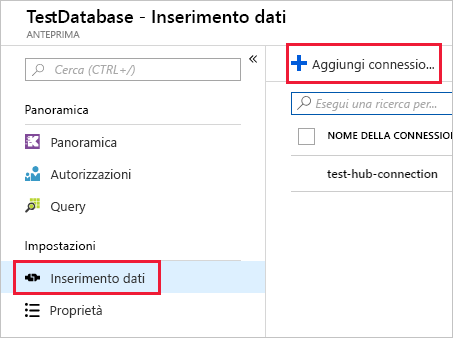 TestDatabase - Inserimento dati
ANTEPRIMA
Cerca (CTRL+/)
«
Panoramica
Panoramica
Autorizzazioni
Query
Impostazioni
Inserimento dati
Proprietà
Aggiungi connessio...
Esegui una ricerca per...
NOME DELLA CONNESSION
test-hub-connection